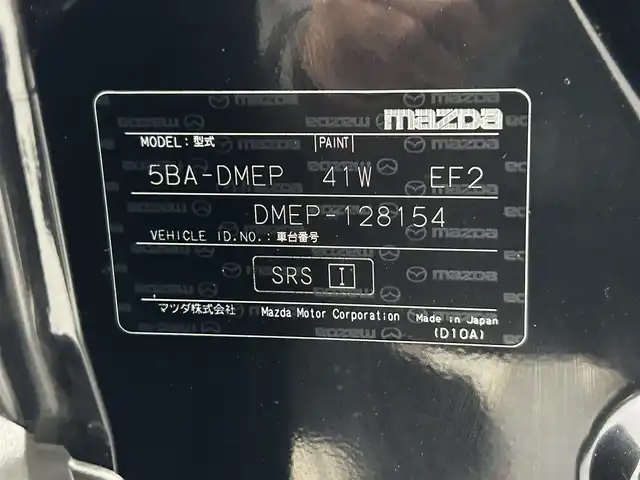 mazda
MODEL: 型式 PAINT
5BA-DMEP 41W EF2
DMEP-128154
VEHICLE ID.NO.: 車台番号
SRS I
マツダ株式会社 Mazda Motor Corporation Made in Japan
(D10A)